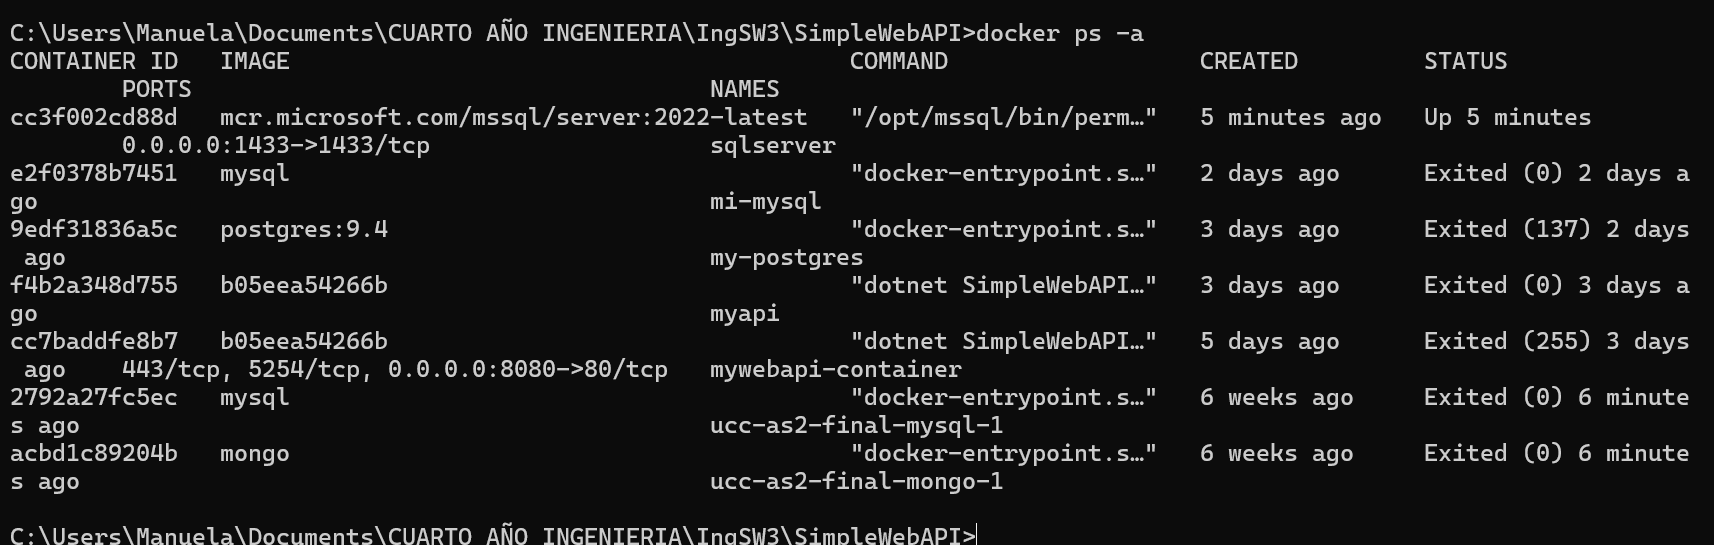 C:\Users\Manuela\Documents\CUARTO AÑO INGENIERIA\IngSW3\SimpleWebAPI>docker ps -a
CONTAINER ID   IMAGE                                        COMMAND                  CREATED         STATUS
        PORTS                                     NAMES
cc3f002cd88d   mcr.microsoft.com/mssql/server:2022-latest   "/opt/mssql/bin/perm…"   5 minutes ago   Up 5 minutes
        0.0.0.0:1433->1433/tcp                    sqlserver
e2f0378b7451   mysql                                        "docker-entrypoint.s…"   2 days ago      Exited (0) 2 days a
go                                                mi-mysql
9edf31836a5c   postgres:9.4                                 "docker-entrypoint.s…"   3 days ago      Exited (137) 2 days
 ago                                              my-postgres
f4b2a348d755   b05eea54266b                                 "dotnet SimpleWebAPI…"   3 days ago      Exited (0) 3 days a
go                                                myapi
cc7baddfe8b7   b05eea54266b                                 "dotnet SimpleWebAPI…"   5 days ago      Exited (255) 3 days
 ago    443/tcp, 5254/tcp, 0.0.0.0:8080->80/tcp   mywebapi-container
2792a27fc5ec   mysql                                        "docker-entrypoint.s…"   6 weeks ago     Exited (0) 6 minute
s ago                                             ucc-as2-final-mysql-1
acbd1c89204b   mongo                                        "docker-entrypoint.s…"   6 weeks ago     Exited (0) 6 minute
s ago                                             ucc-as2-final-mongo-1
C:\Users\Manuela\Documents\CUARTO AÑO INGENIERIA\IngSW3\SimpleWebAPI>